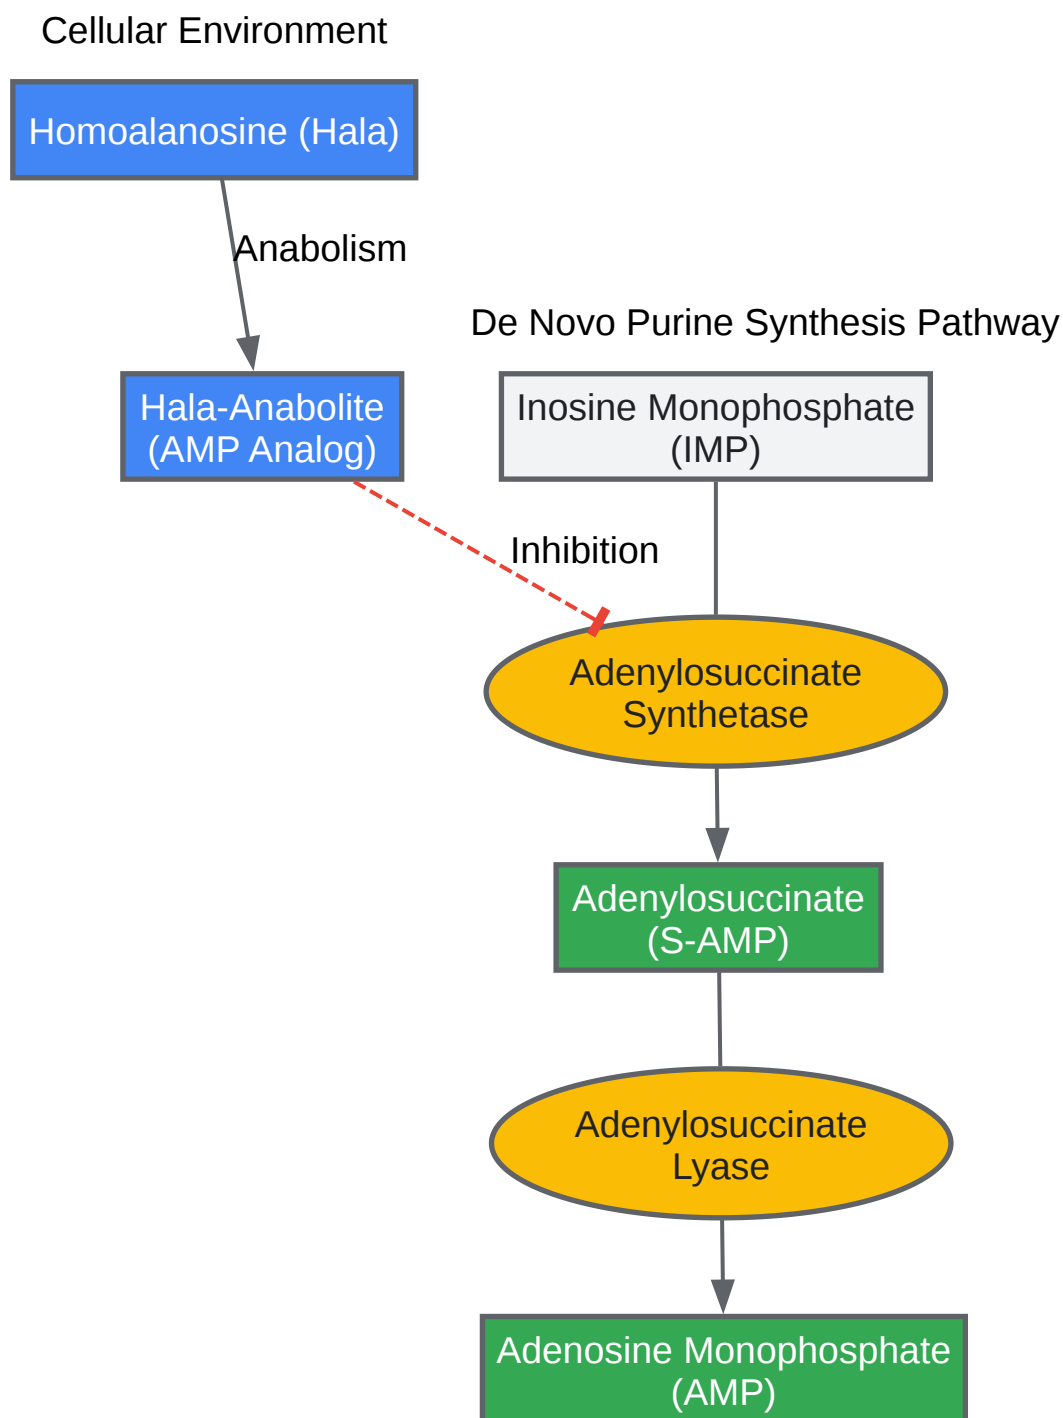 Cellular Environment
Homoalanosine (Hala)
Anabolism
De Novo Purine Synthesis Pathway
Hala-Anabolite
(AMP Analog)
Inosine Monophosphate
(IMP)
Inhibition
Adenylosuccinate
Synthetase
Adenylosuccinate
(S-AMP)
Adenylosuccinate
Lyase
Adenosine Monophosphate
(AMP)